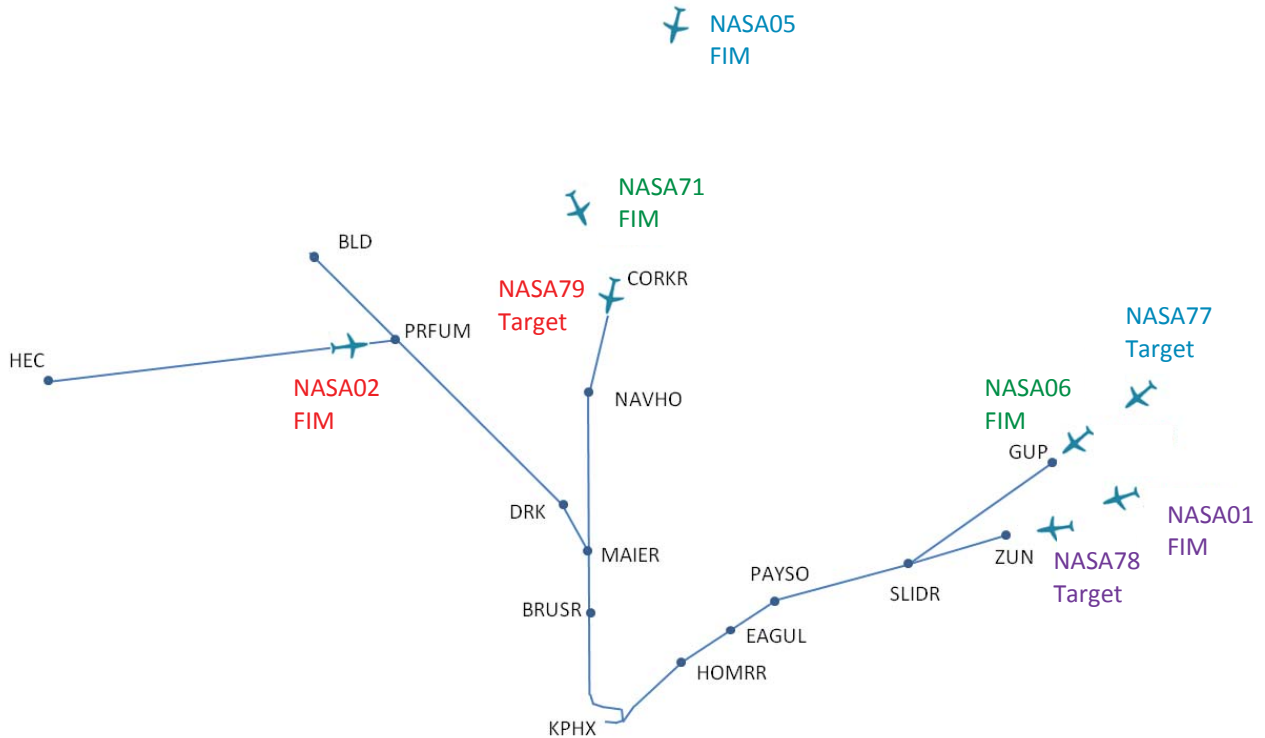 NASA05
FIM
NASA71
FIM
BLD
CORKR
NASA79
Target
PRFUM
NASA77
Target
HEC
NASA02
FIM
NAVHO
NASA06
FIM
GUP
DRK
NASA01
FIM
MAIER
ZUN
NASA78
Target
PAYSO
SLIDR
BRUSR
EAGUL
HOMRR
KPHX